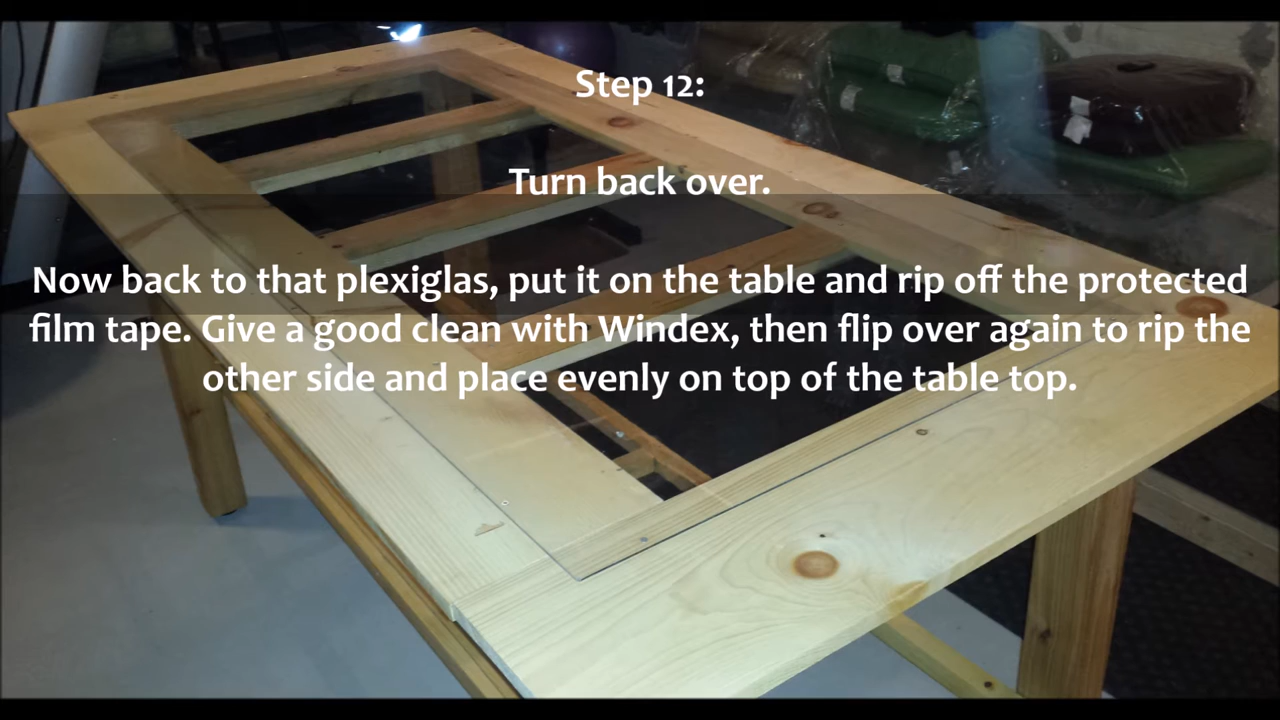 Step 12:
Turn back over.
Now back to that plexiglas, put it on the table and rip off the protected
film tape. Give a good clean with Windex, then flip over again to rip the
other side and place evenly on top of the table top.